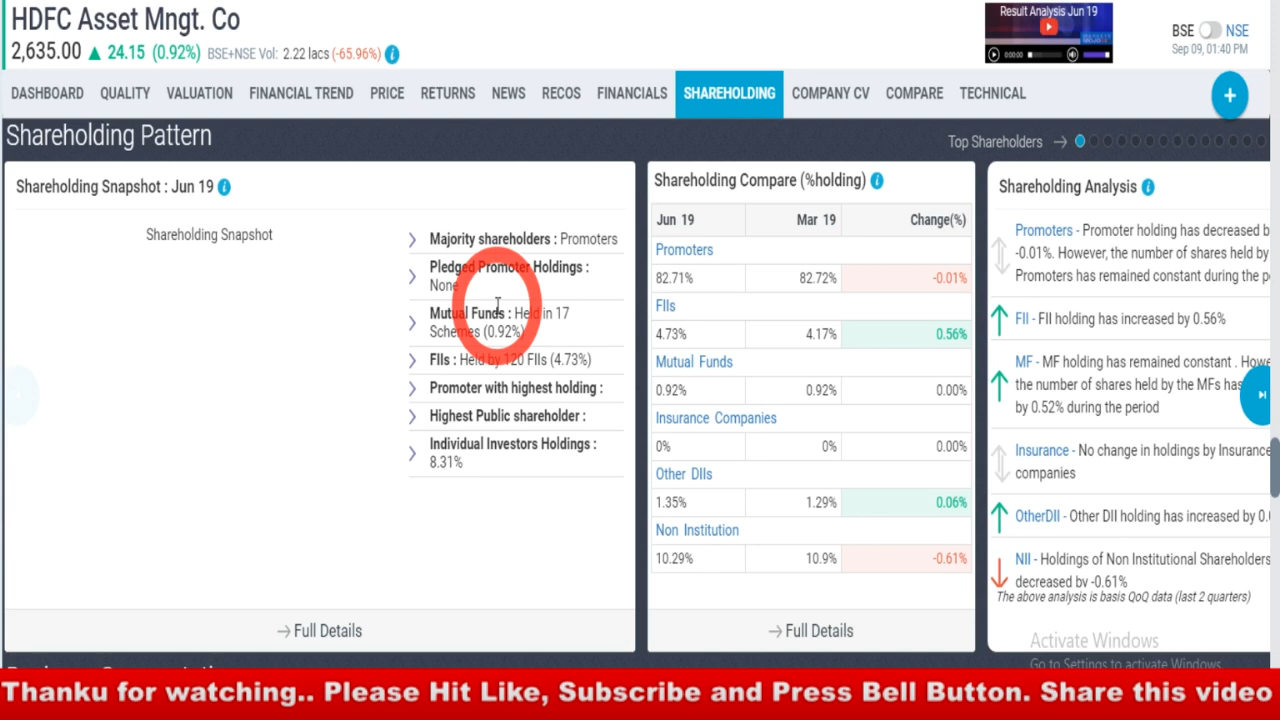 HDFC Asset Mngt. Co
2,635.00 ▲ 24.15 (0.92%) BSE+NSE Vol: 2.22 lacs (-65.96%)
Result Analysis Jun 19
0:00:00
BSE NSE
Sep 09, 01:40 PM
DASHBOARD QUALITY VALUATION FINANCIAL TREND PRICE RETURNS NEWS RECOS FINANCIALS SHAREHOLDING COMPANY CV COMPARE TECHNICAL
Shareholding Pattern
Top Shareholders
Shareholding Snapshot : Jun 19
Shareholding Snapshot
Majority shareholders : Promoters
Pledged Promoter Holdings :
None
Mutual Funds : Held in 17
Schemes (0.92%)
FIIs : Held by 120 FIIs (4.73%)
Promoter with highest holding :
Highest Public shareholder :
Individual Investors Holdings :
8.31%
Full Details
Shareholding Compare (%holding)
Jun 19 Mar 19 Change(%)
Promoters
82.71% 82.72% -0.01%
FIIs
4.73% 4.17% 0.56%
Mutual Funds
0.92% 0.92% 0.00%
Insurance Companies
0% 0% 0.00%
Other DIIs
1.35% 1.29% 0.06%
Non Institution
10.29% 10.9% -0.61%
Full Details
Shareholding Analysis
Promoters - Promoter holding has decreased b
-0.01%. However, the number of shares held by
Promoters has remained constant during the p
FII - FII holding has increased by 0.56%
MF - MF holding has remained constant . Howe
the number of shares held by the MFs has
by 0.52% during the period
Insurance - No change in holdings by Insurance
companies
OtherDII - Other DII holding has increased by 0.
NII - Holdings of Non Institutional Shareholders
decreased by -0.61%
The above analysis is basis QoQ data (last 2 quarters)
Activate Windows
Go to Settings to activate Windows.
Thanku for watching.. Please Hit Like, Subscribe and Press Bell Button. Share this video